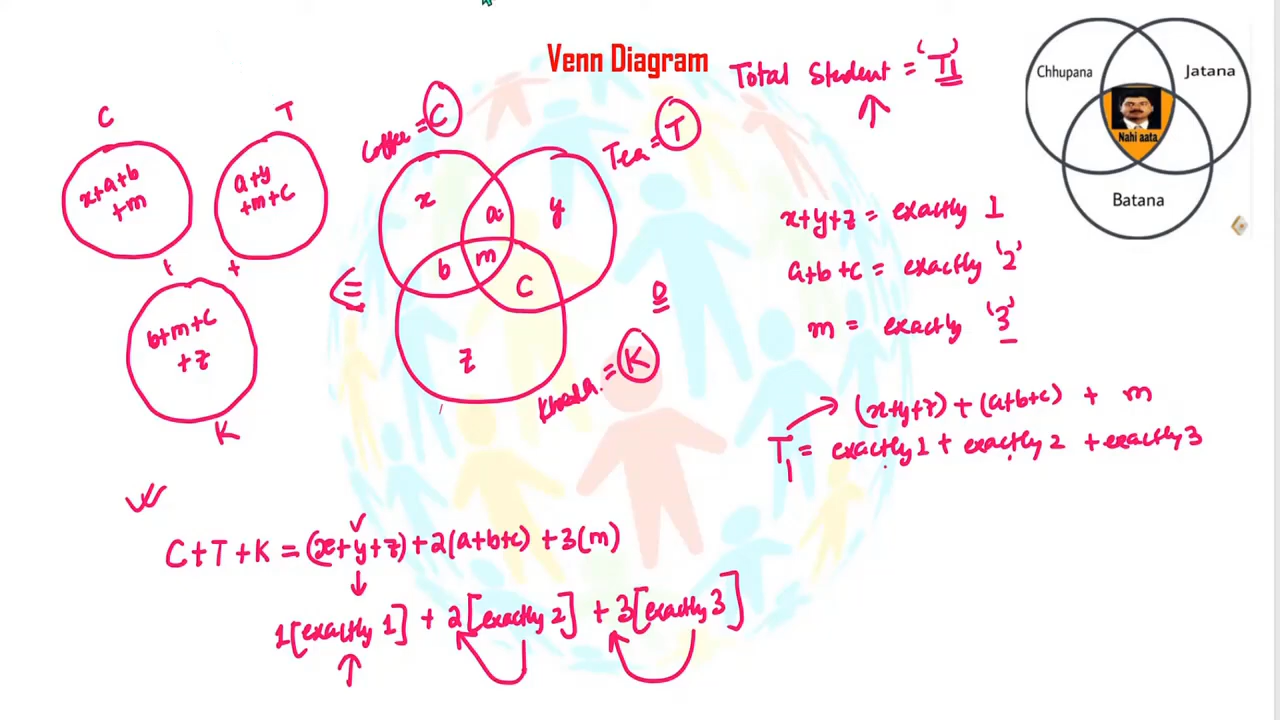 Venn Diagram
Total Student = 'T1'
Chhupana
Jatana
Nahi aata
Batana
C
T
Coffee = C
Tea = T
x+a+b
+m
a+y
+m+c
x
a
y
b
m
c
z
0
=
+
+
b+m+c
+z
K
= K
x+y+z = exactly 1
a+b+c = exactly '2'
m = exactly '3'
(x+y+z) + (a+b+c) + m
T1 = exactly 1 + exactly 2 + exactly 3
C+T+K = (x+y+z)+2(a+b+c)+3(m)
1[exactly 1] + 2[exactly 2] + 3[exactly 3]